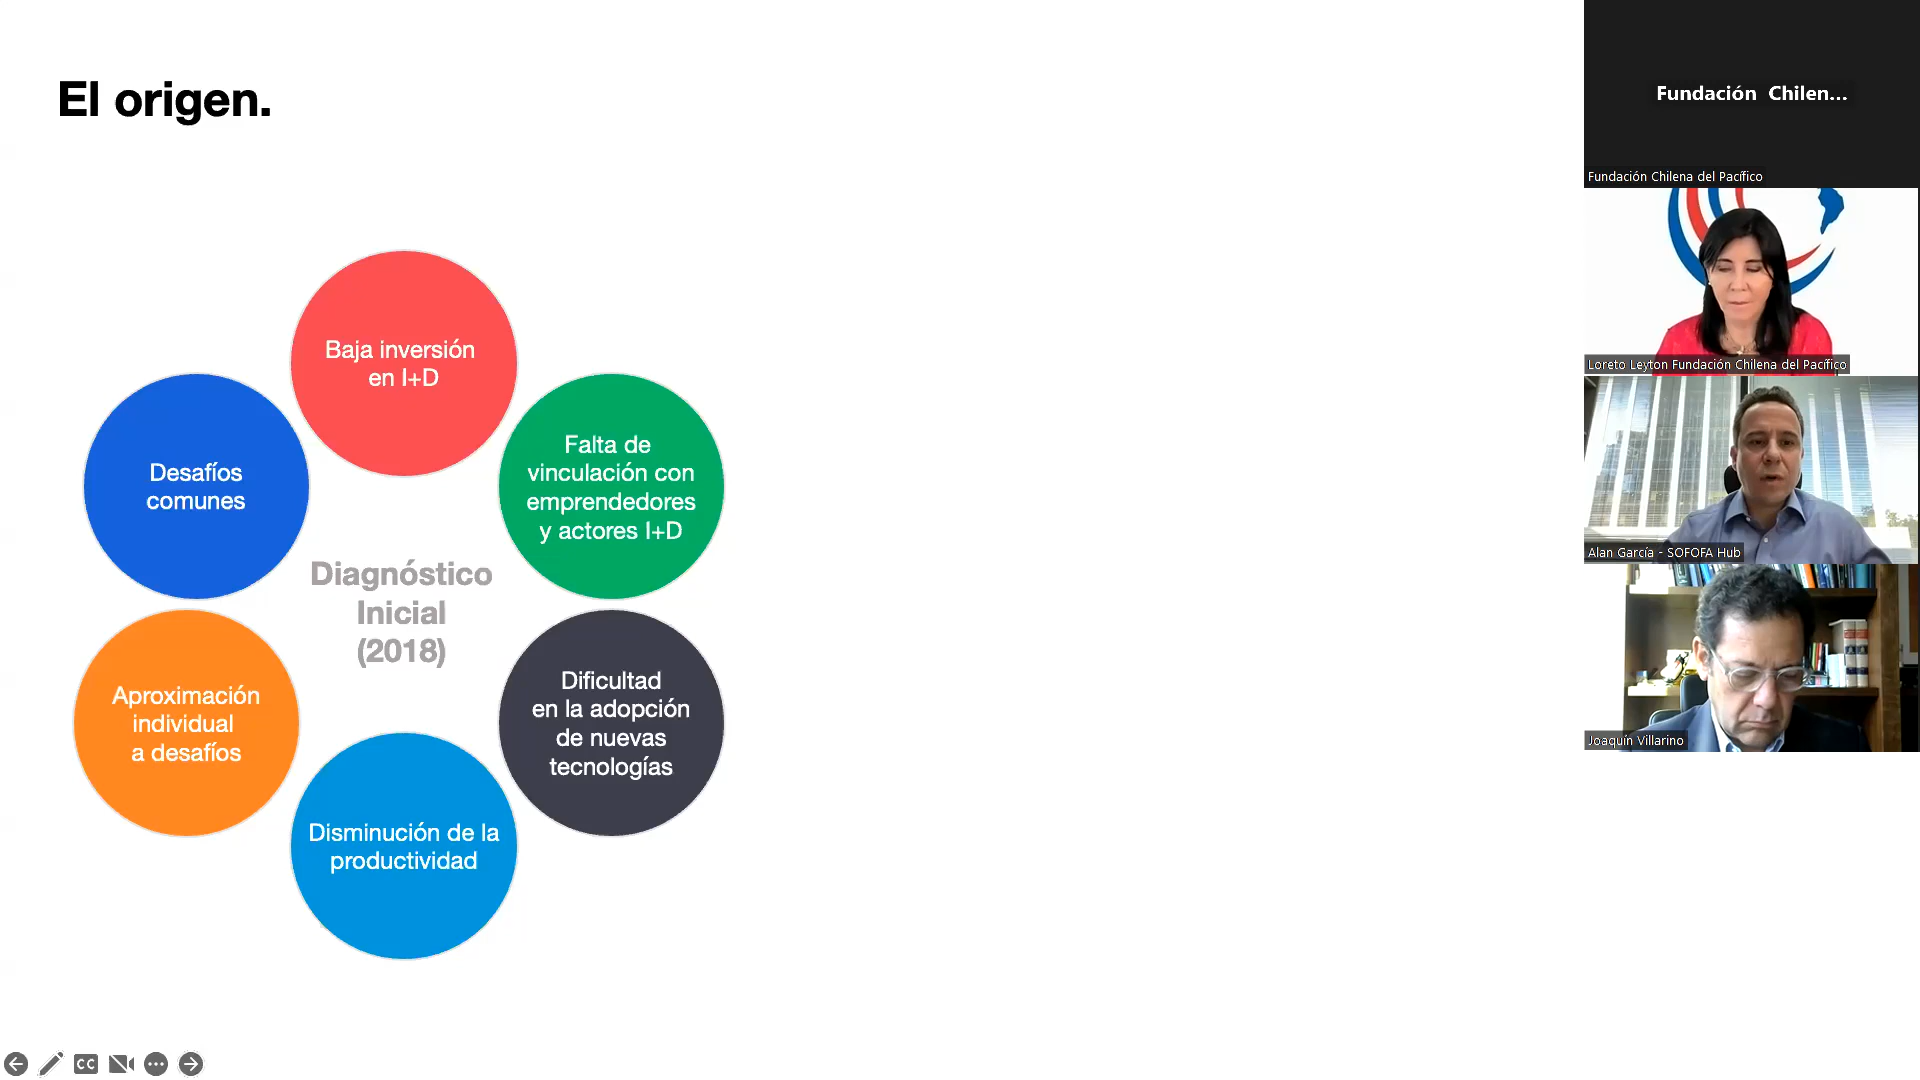 El origen.
Baja inversión
en I+D
Falta de
vinculación con
emprendedores
y actores I+D
Dificultad
en la adopción
de nuevas
tecnologías
Disminución de la
productividad
Aproximación
individual
a desafíos
Desafíos
comunes
Diagnóstico
Inicial
(2018)
Fundación Chilen...
Fundación Chilena del Pacífico
Loreto Leyton Fundación Chilena del Pacífico
Alan García - SOFOFA Hub
Joaquín Villarino
CC